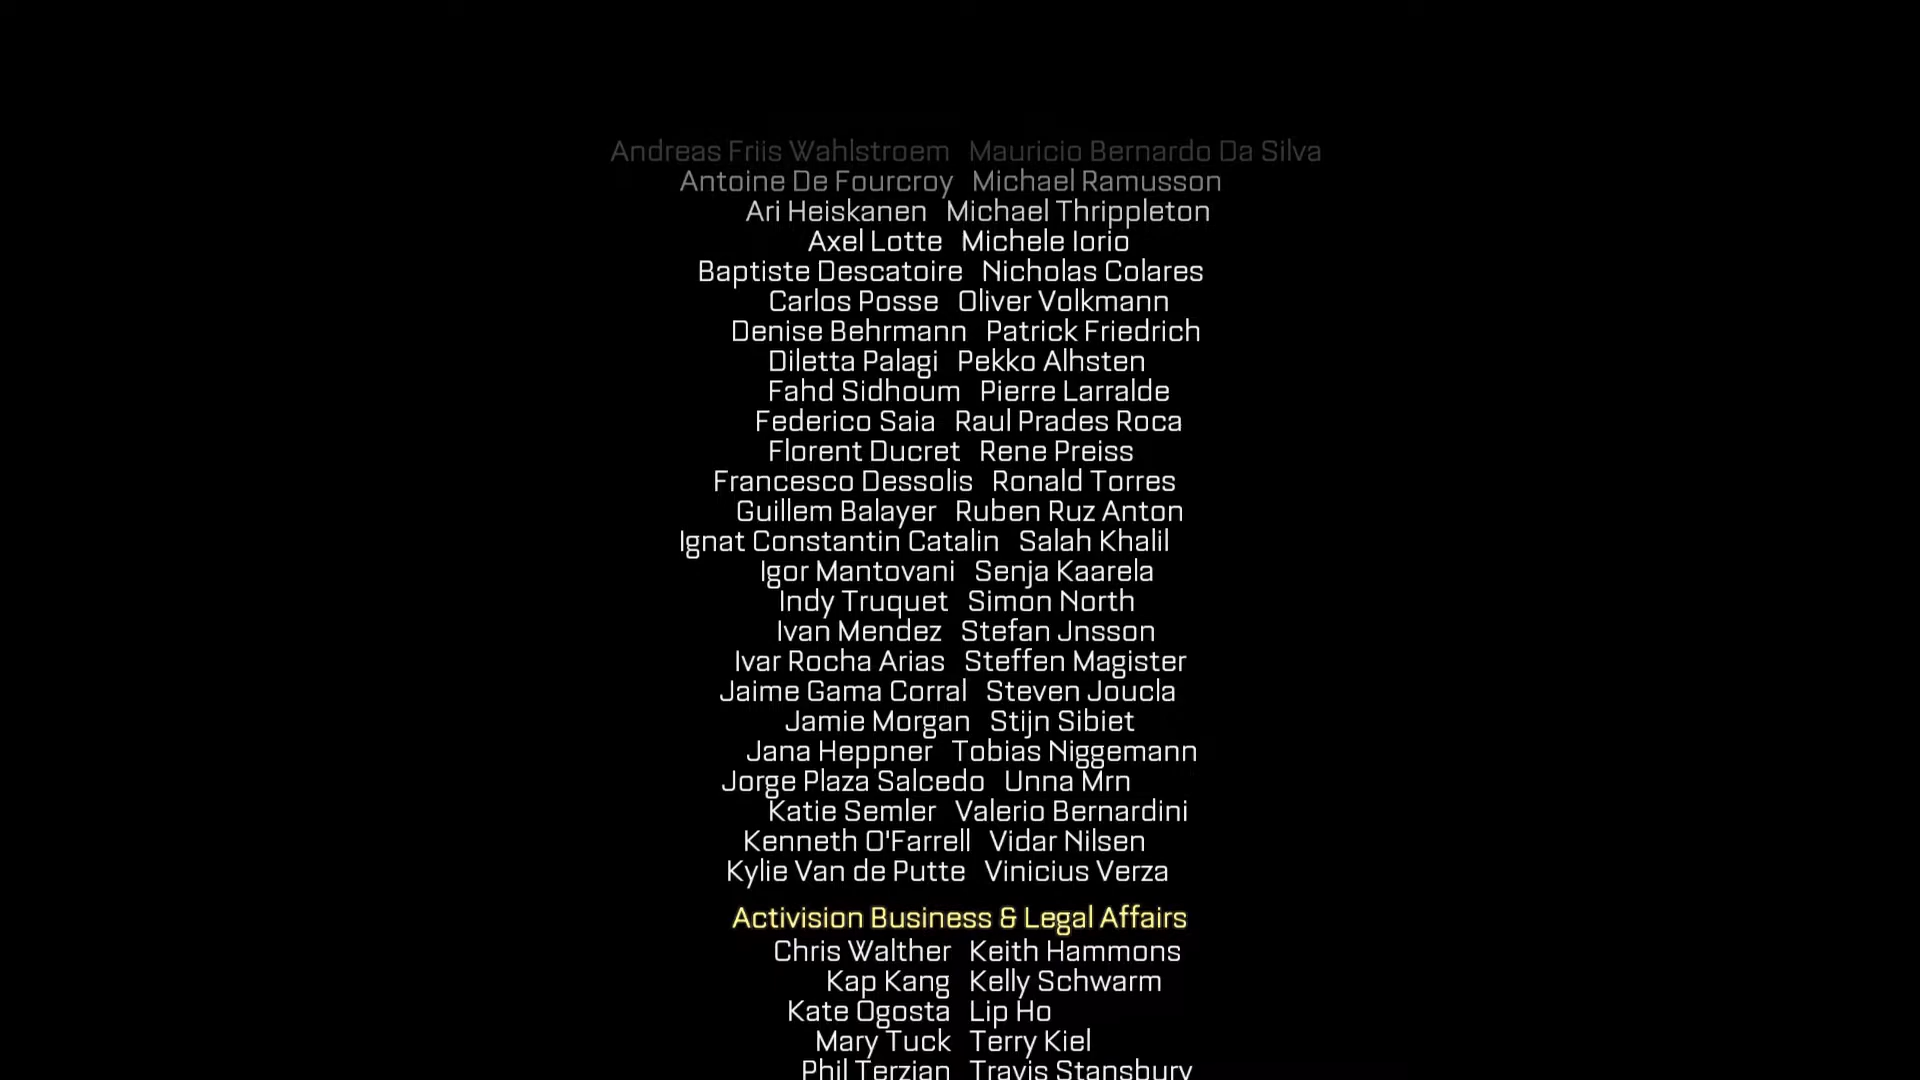 Andreas Friis Wahlstroem Mauricio Bernardo Da Silva
Antoine De Fourcroy Michael Ramusson
Ari Heiskanen Michael Thrippleton
Axel Lotte Michele Iorio
Baptiste Descatoire Nicholas Colares
Carlos Posse Oliver Volkmann
Denise Behrmann Patrick Friedrich
Diletta Palagi Pekko Alhsten
Fahd Sidhoum Pierre Larralde
Federico Saia Raul Prades Roca
Florent Ducret Rene Preiss
Francesco Dessolis Ronald Torres
Guillem Balayer Ruben Ruz Anton
Ignat Constantin Catalin Salah Khalil
Igor Mantovani Senja Kaarela
Indy Truquet Simon North
Ivan Mendez Stefan Jnsson
Ivar Rocha Arias Steffen Magister
Jaime Gama Corral Steven Joucla
Jamie Morgan Stijn Sibiet
Jana Heppner Tobias Niggemann
Jorge Plaza Salcedo Unna Mrn
Katie Semler Valerio Bernardini
Kenneth O'Farrell Vidar Nilsen
Kylie Van de Putte Vinicius Verza
Activision Business & Legal Affairs
Chris Walther Keith Hammons
Kap Kang Kelly Schwarm
Kate Ogosta Lip Ho
Mary Tuck Terry Kiel
Phil Terzian Travis Stansbury